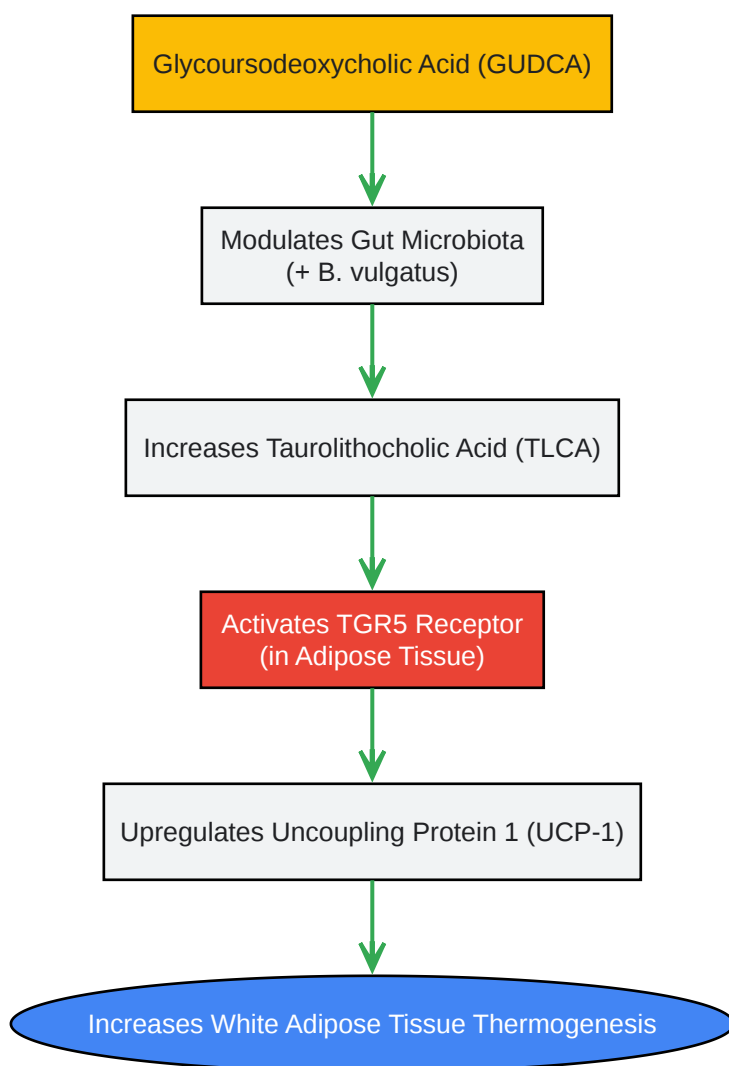 Glycoursodeoxycholic Acid (GUDCA)
Modulates Gut Microbiota
(+ B. vulgatus)
Increases Taurolithocholic Acid (TLCA)
Activates TGR5 Receptor
(in Adipose Tissue)
Upregulates Uncoupling Protein 1 (UCP-1)
Increases White Adipose Tissue Thermogenesis